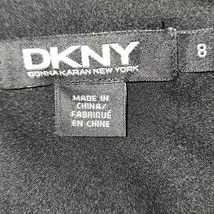 DKNY
DONNA KARAN NEW YORK
8
MADE IN
CHINA/
FABRIQUÉ
EN CHINE